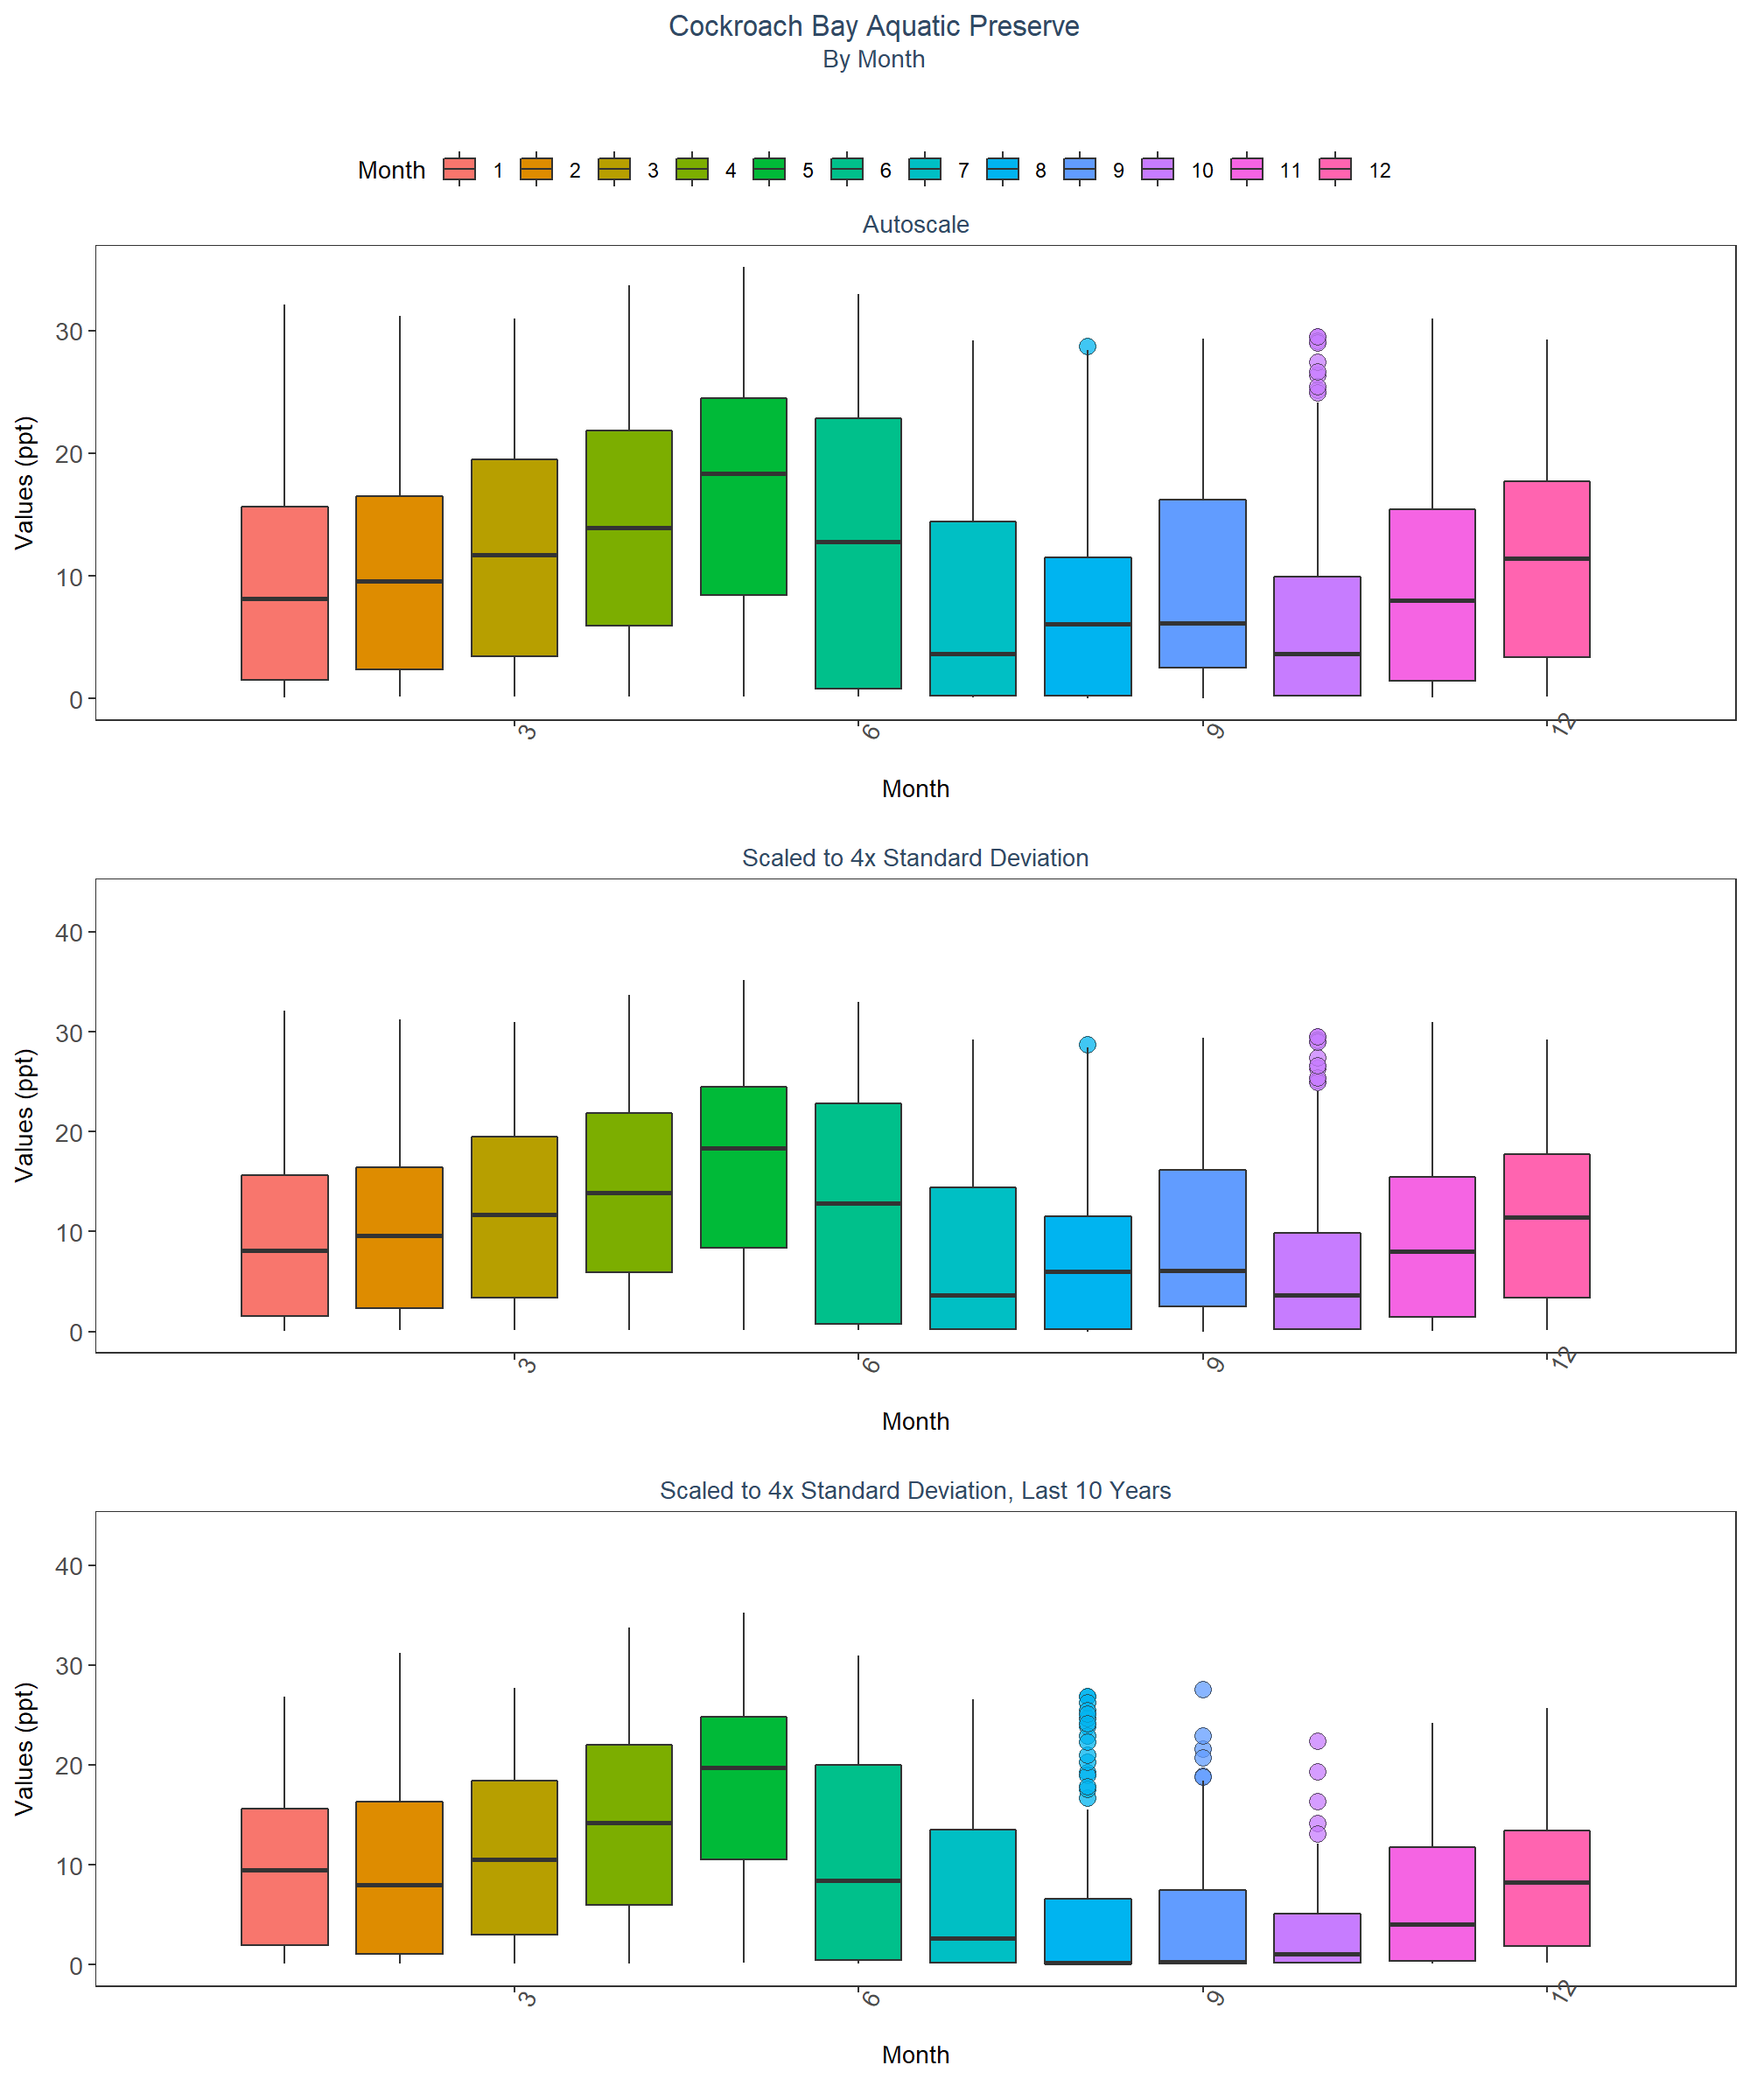 Cockroach Bay Aquatic Preserve
By Month
Month 1 2 3 4 5 6 7 8 9 10 11 12
Autoscale
Values (ppt)
30
20
10
0
3 6 9 12
Month
Scaled to 4x Standard Deviation
Values (ppt)
40
30
20
10
0
3 6 9 12
Month
Scaled to 4x Standard Deviation, Last 10 Years
Values (ppt)
40
30
20
10
0
3 6 9 12
Month